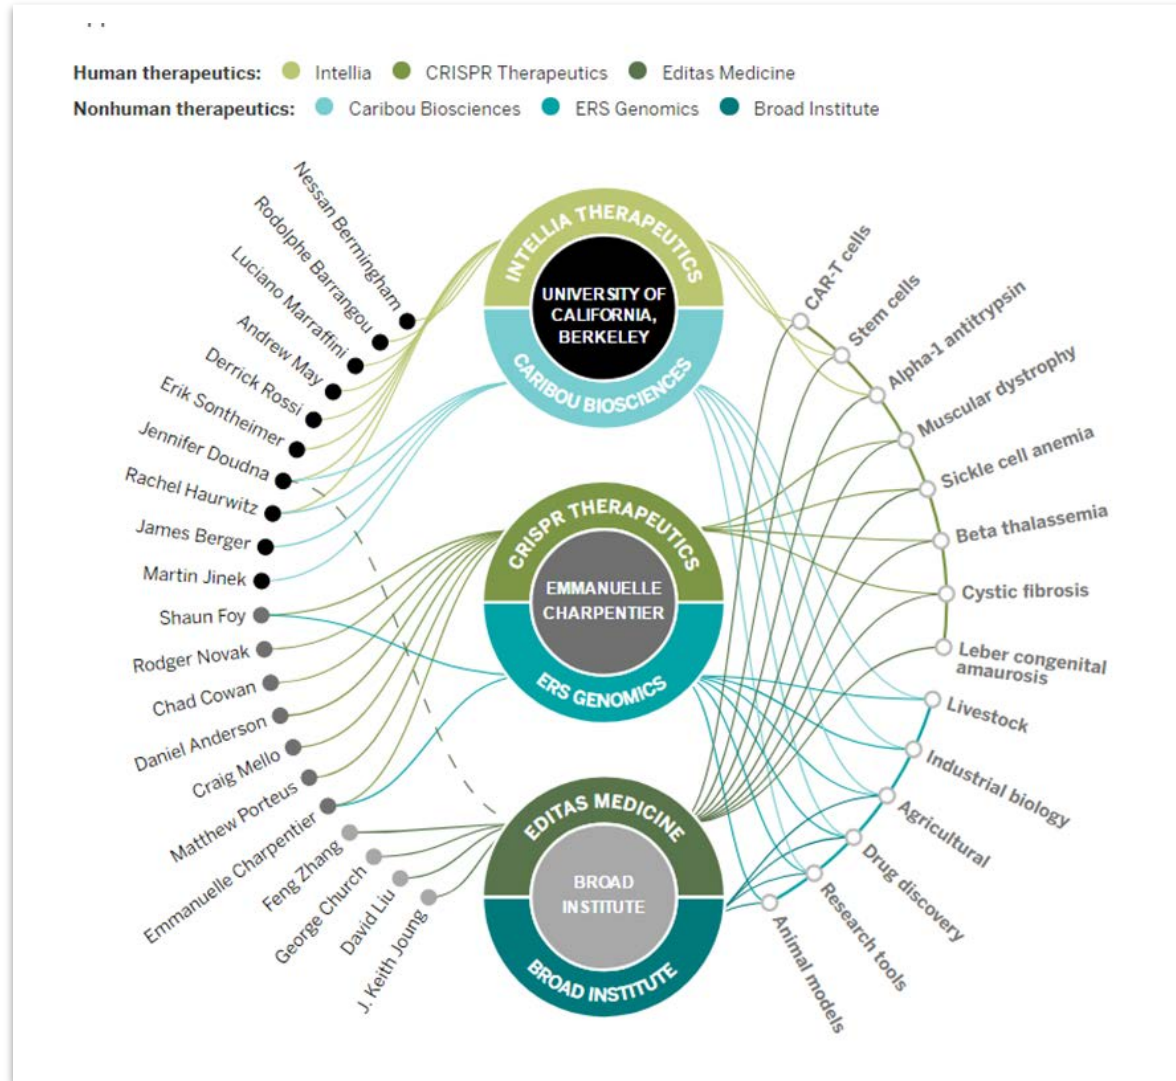 Human therapeutics: Intellia CRISPR Therapeutics Editas Medicine
Nonhuman therapeutics: Caribou Biosciences ERS Genomics Broad Institute
Nessan Bermingham
Rodolphe Barrangou
Luciano Marraffini
Andrew May
Derrick Rossi
Erik Sontheimer
Jennifer Doudna
Rachel Haurwitz
James Berger
Martin Jinek
Shaun Foy
Rodger Novak
Chad Cowan
Daniel Anderson
Craig Mello
Matthew Porteus
Emmanuelle Charpentier
Feng Zhang
George Church
David Liu
J. Keith Joung
INTELLIA THERAPEUTICS
UNIVERSITY OF
CALIFORNIA,
BERKELEY
CARIBOU BIOSCIENCES
CRISPR THERAPEUTICS
EMMANUELLE
CHARPENTIER
ERS GENOMICS
EDITAS MEDICINE
BROAD
INSTITUTE
BROAD INSTITUTE
CAR-T cells
Stem cells
Alpha-1 antitrypsin
Muscular dystrophy
Sickle cell anemia
Beta thalassemia
Cystic fibrosis
Leber congenital
amaurosis
Livestock
Industrial biology
Agricultural
Drug discovery
Research tools
Animal models